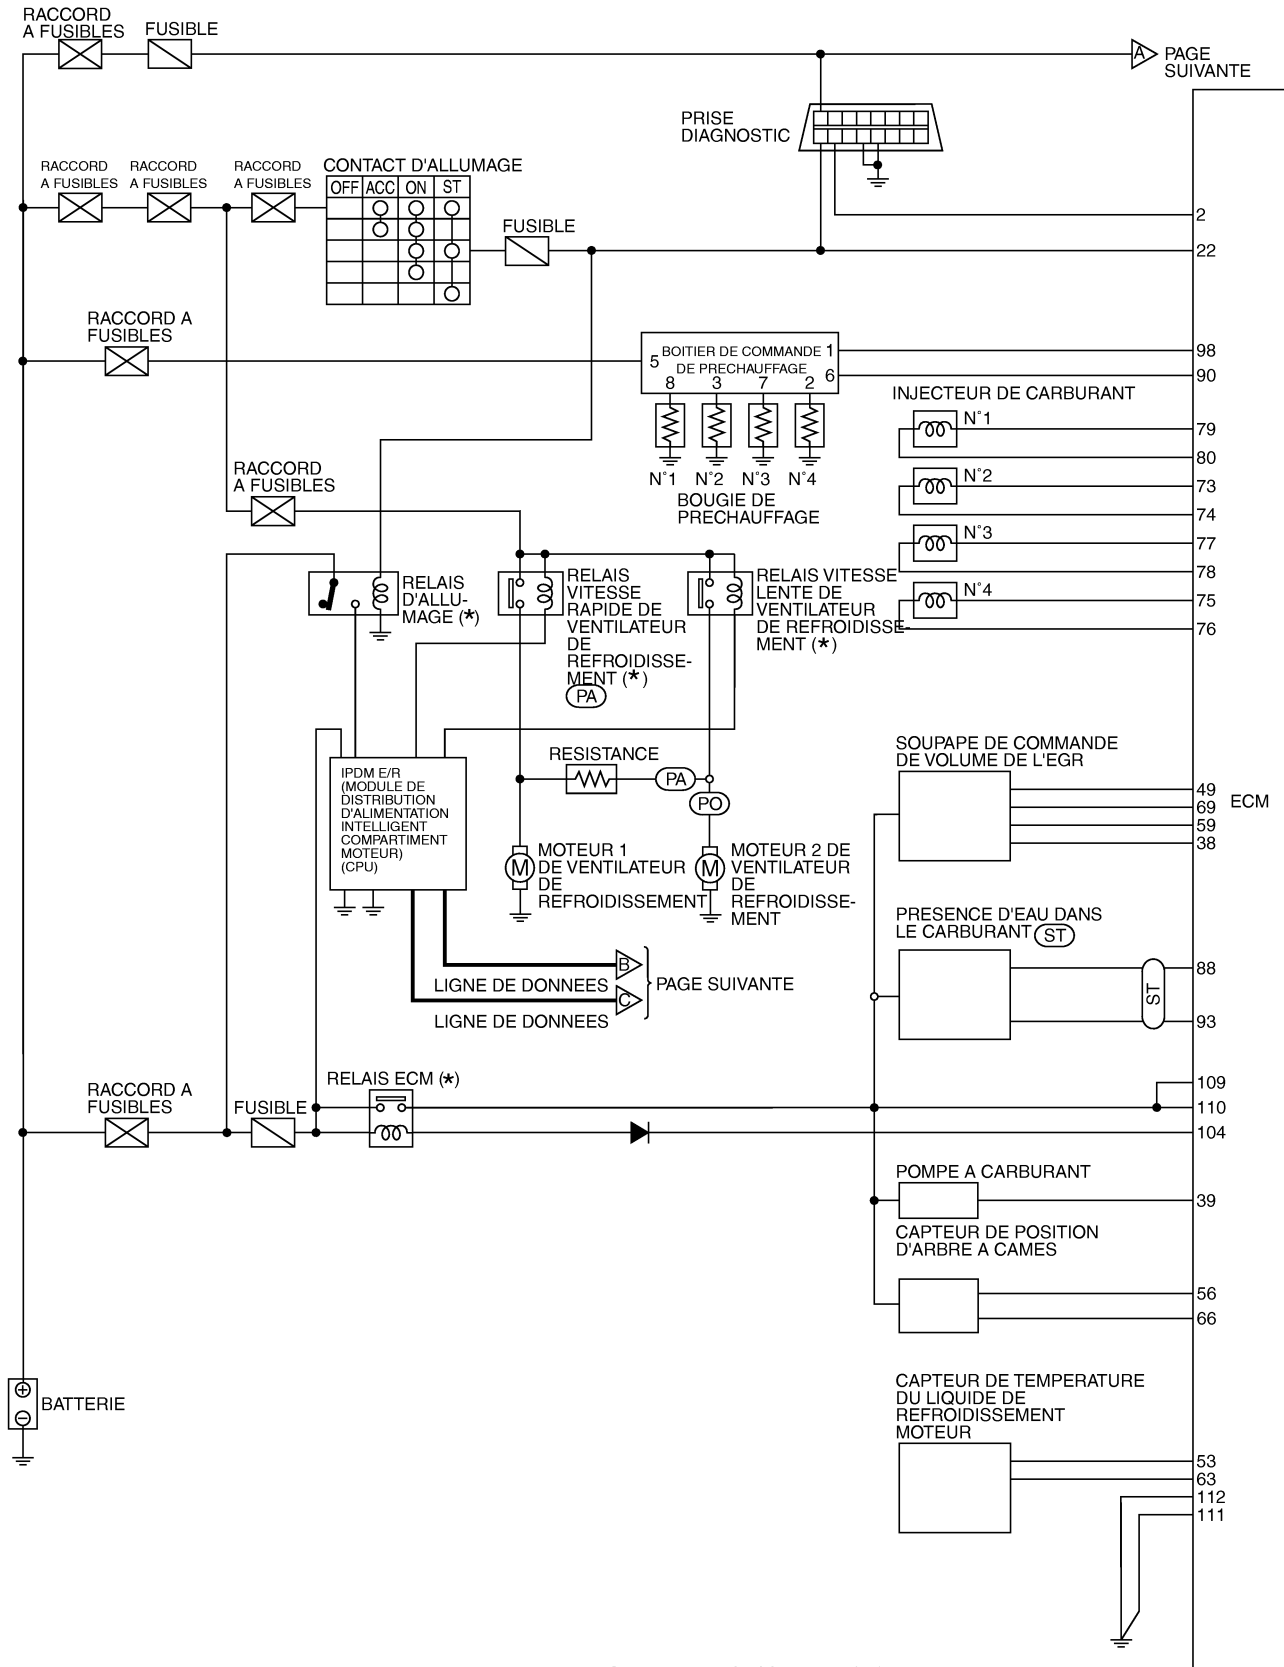 RACCORD
A FUSIBLES
FUSIBLE
A
PAGE
SUIVANTE
PRISE
DIAGNOSTIC
RACCORD
A FUSIBLES
RACCORD
A FUSIBLES
RACCORD
A FUSIBLES
CONTACT D'ALLUMAGE
OFF ACC ON ST
FUSIBLE
2
22
RACCORD A
FUSIBLES
5
BOITIER DE COMMANDE
DE PRECHAUFFAGE
1
6
8 3 7 2
98
90
INJECTEUR DE CARBURANT
N°1
79
80
N°2
73
74
N°3
77
78
N°4
75
76
N°1 N°2 N°3 N°4
BOUGIE DE
PRECHAUFFAGE
RACCORD
A FUSIBLES
RELAIS
D'ALLU-
MAGE (*)
RELAIS
VITESSE
RAPIDE DE
VENTILATEUR
DE
REFROIDISSE-
MENT (*)
PA
RELAIS VITESSE
LENTE DE
VENTILATEUR
DE REFROIDISSE-
MENT (*)
RESISTANCE
PA
PO
IPDM E/R
(MODULE DE
DISTRIBUTION
D'ALIMENTATION
INTELLIGENT
COMPARTIMENT
MOTEUR)
(CPU)
M
MOTEUR 1
DE VENTILATEUR
DE
REFROIDISSEMENT
M
MOTEUR 2 DE
VENTILATEUR
DE
REFROIDISSE-
MENT
SOUPAPE DE COMMANDE
DE VOLUME DE L'EGR
49
69
59
38
ECM
PRESENCE D'EAU DANS
LE CARBURANT ST
88
ST
93
B
LIGNE DE DONNEES
C
LIGNE DE DONNEES
PAGE SUIVANTE
RACCORD A
FUSIBLES
FUSIBLE
RELAIS ECM (*)
109
110
104
POMPE A CARBURANT
39
CAPTEUR DE POSITION
D'ARBRE A CAMES
56
66
BATTERIE
CAPTEUR DE TEMPERATURE
DU LIQUIDE DE
REFROIDISSEMENT
MOTEUR
53
63
112
111